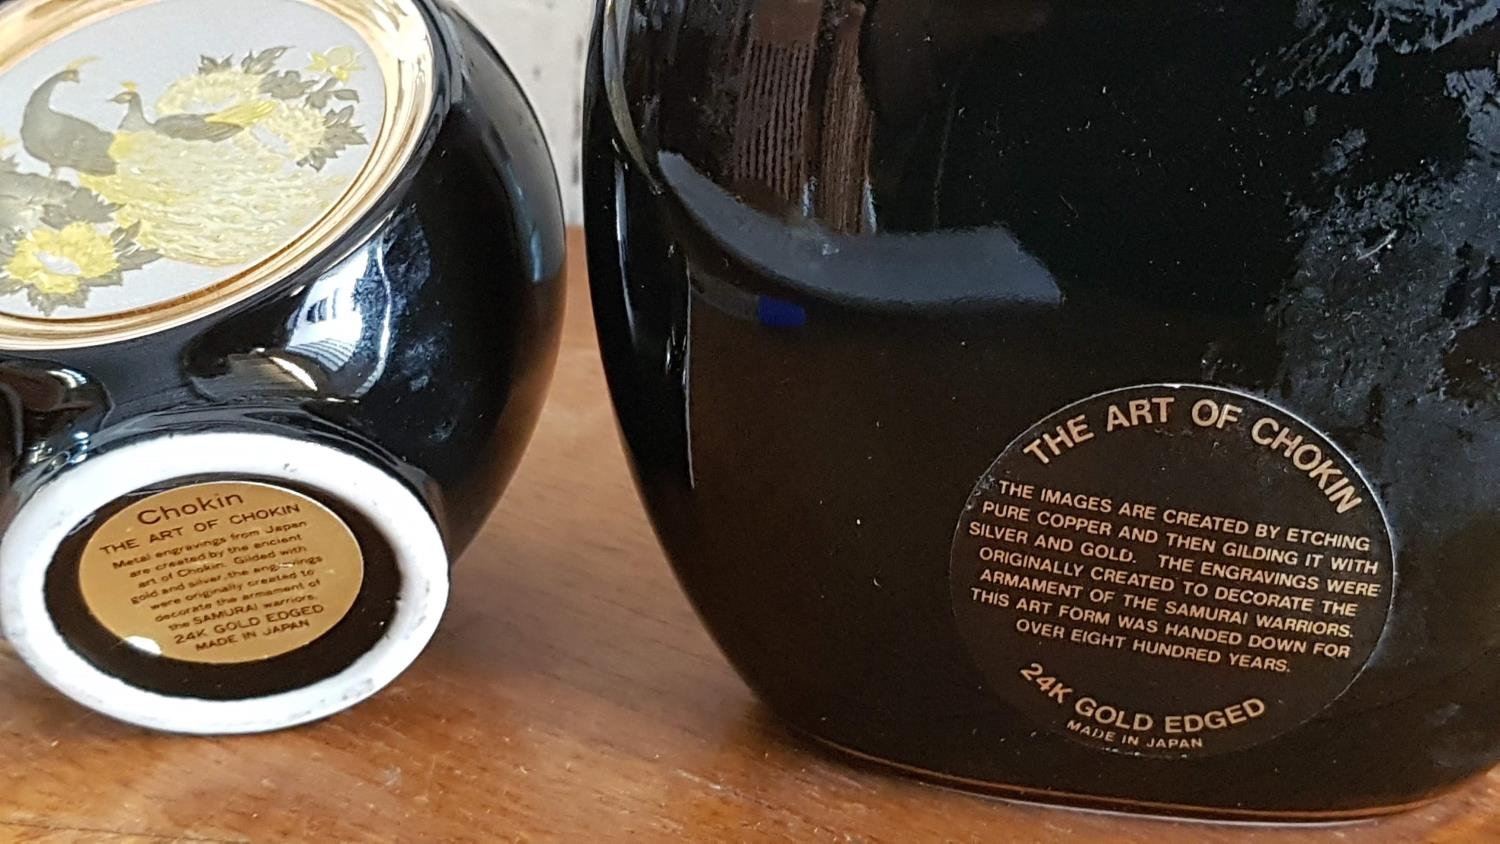 Chokin
THE ART OF CHOKIN
Metal engravings from Japan
are created by the ancient
art of Chokin. Gilded with
gold and silver, the engravings
were originally created to
decorate the armament of
the SAMURAI warriors.
24K GOLD EDGED
MADE IN JAPAN
THE ART OF CHOKIN
THE IMAGES ARE CREATED BY ETCHING
PURE COPPER AND THEN GILDING IT WITH
SILVER AND GOLD. THE ENGRAVINGS WERE
ORIGINALLY CREATED TO DECORATE THE
ARMAMENT OF THE SAMURAI WARRIORS.
THIS ART FORM WAS HANDED DOWN FOR
OVER EIGHT HUNDRED YEARS.
24K GOLD EDGED
MADE IN JAPAN